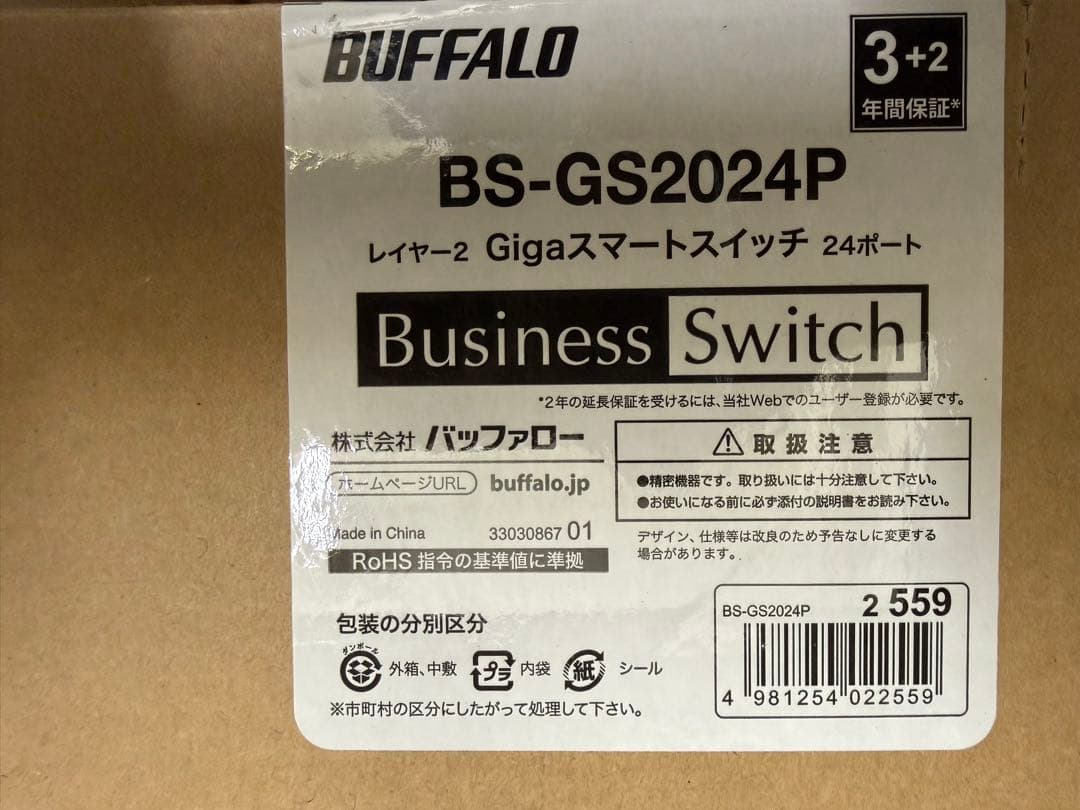 BUFFALO
3+2
年間保証*
BS-GS2024P
レイヤー2 Gigaスマートスイッチ 24ポート
Business Switch
*2年の延長保証を受けるには、当社Webでのユーザー登録が必要です。
株式会社 バッファロー
ホームページURL buffalo.jp
Made in China 33030867 01
RoHS 指令の基準値に準拠
⚠取扱注意
●精密機器です。取り扱いには十分注意して下さい。
●お使いになる前に必ず添付の説明書をお読み下さい。
デザイン、仕様等は改良のため予告なしに変更する
場合があります。
包装の分別区分
ダンボール
外箱、中敷 プラ 内袋 紙 シール
※市町村の区分にしたがって処理して下さい。
BS-GS2024P 2 559
4 981254 022559